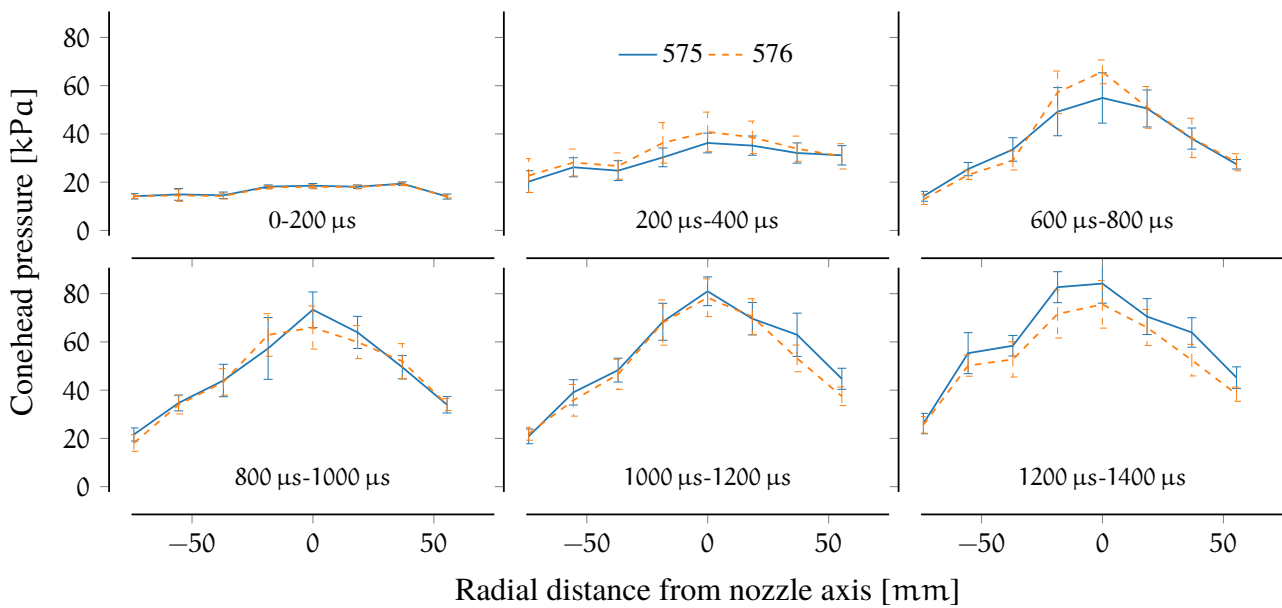 80
60
40
20
0
575
576
0-200 µs
200 µs-400 µs
600 µs-800 µs
Conehead pressure [kPa]
80
60
40
20
0
800 µs-1000 µs
1000 µs-1200 µs
1200 µs-1400 µs
−50 0 50 −50 0 50 −50 0 50
Radial distance from nozzle axis [mm]